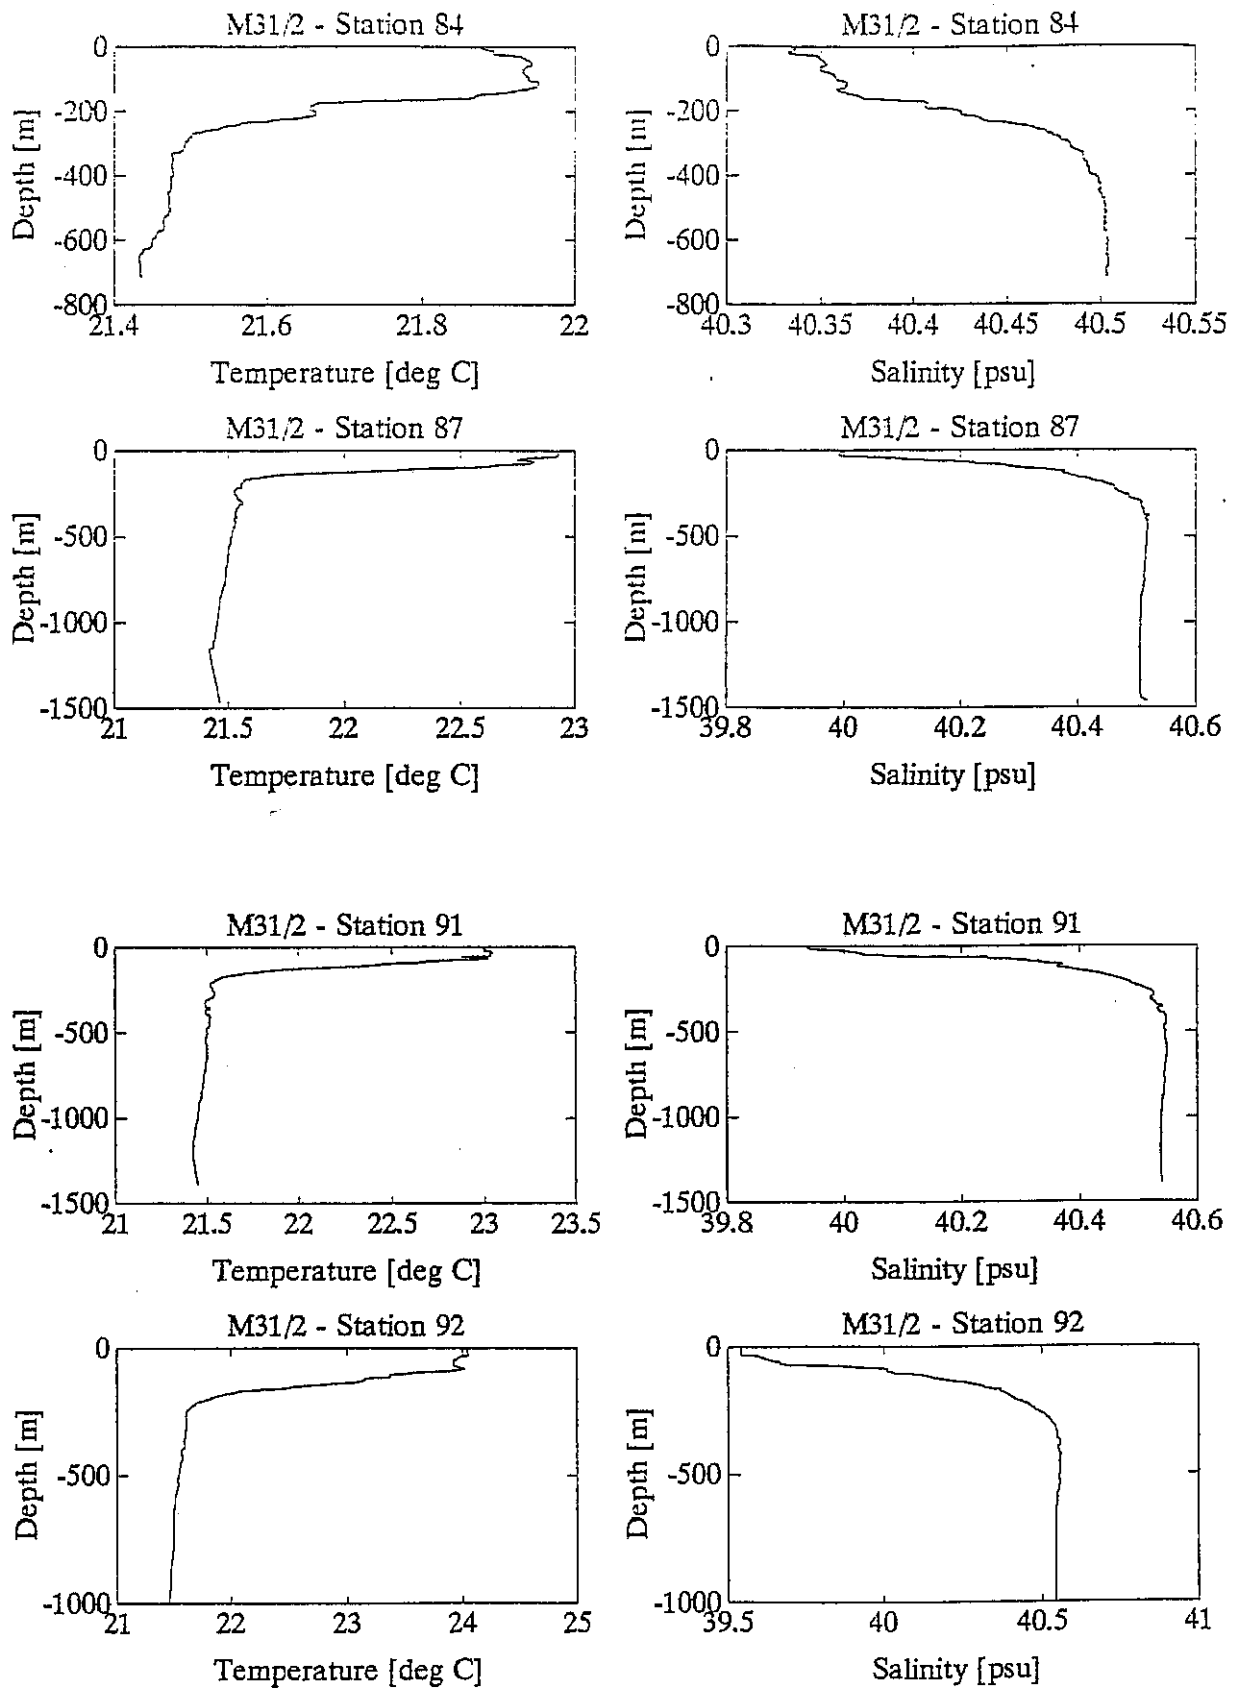 M31/2 - Station 84
M31/2 - Station 84
0
-200
-400
-600
-800
Depth [m]
21.4 21.6 21.8 22
Temperature [deg C]
0
-200
-400
-600
-800
Depth [m]
40.3 40.35 40.4 40.45 40.5 40.55
Salinity [psu]
M31/2 - Station 87
M31/2 - Station 87
0
-500
-1000
-1500
Depth [m]
21 21.5 22 22.5 23
Temperature [deg C]
0
-500
-1000
-1500
Depth [m]
39.8 40 40.2 40.4 40.6
Salinity [psu]
M31/2 - Station 91
M31/2 - Station 91
0
-500
-1000
-1500
Depth [m]
21 21.5 22 22.5 23 23.5
Temperature [deg C]
0
-500
-1000
-1500
Depth [m]
39.8 40 40.2 40.4 40.6
Salinity [psu]
M31/2 - Station 92
M31/2 - Station 92
0
-500
-1000
Depth [m]
21 22 23 24 25
Temperature [deg C]
0
-500
-1000
Depth [m]
39.5 40 40.5 41
Salinity [psu]